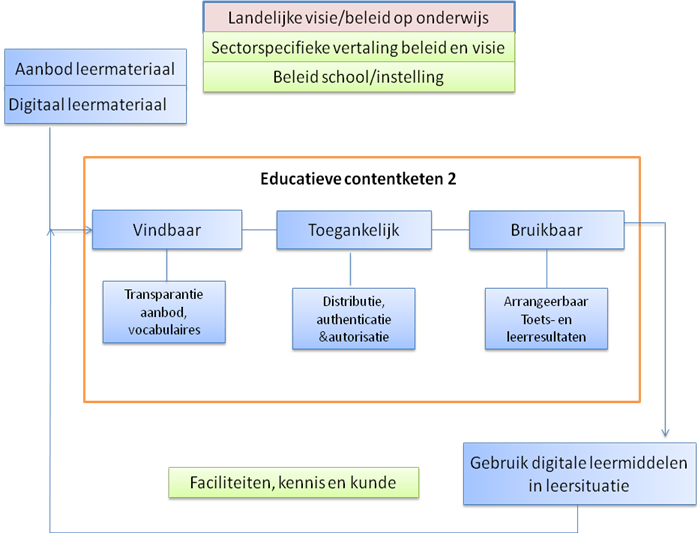 Landelijke visie/beleid op onderwijs
Sectorspecifieke vertaling beleid en visie
Beleid school/instelling
Aanbod leermateriaal
Digitaal leermateriaal
Educatieve contentketen 2
Vindbaar
Toegankelijk
Bruikbaar
Transparantie
aanbod,
vocabulaires
Distributie,
authenticatie
&autorisatie
Arrangeerbaar
Toets- en
leerresultaten
Gebruik digitale leermiddelen
in leersituatie
Faciliteiten, kennis en kunde